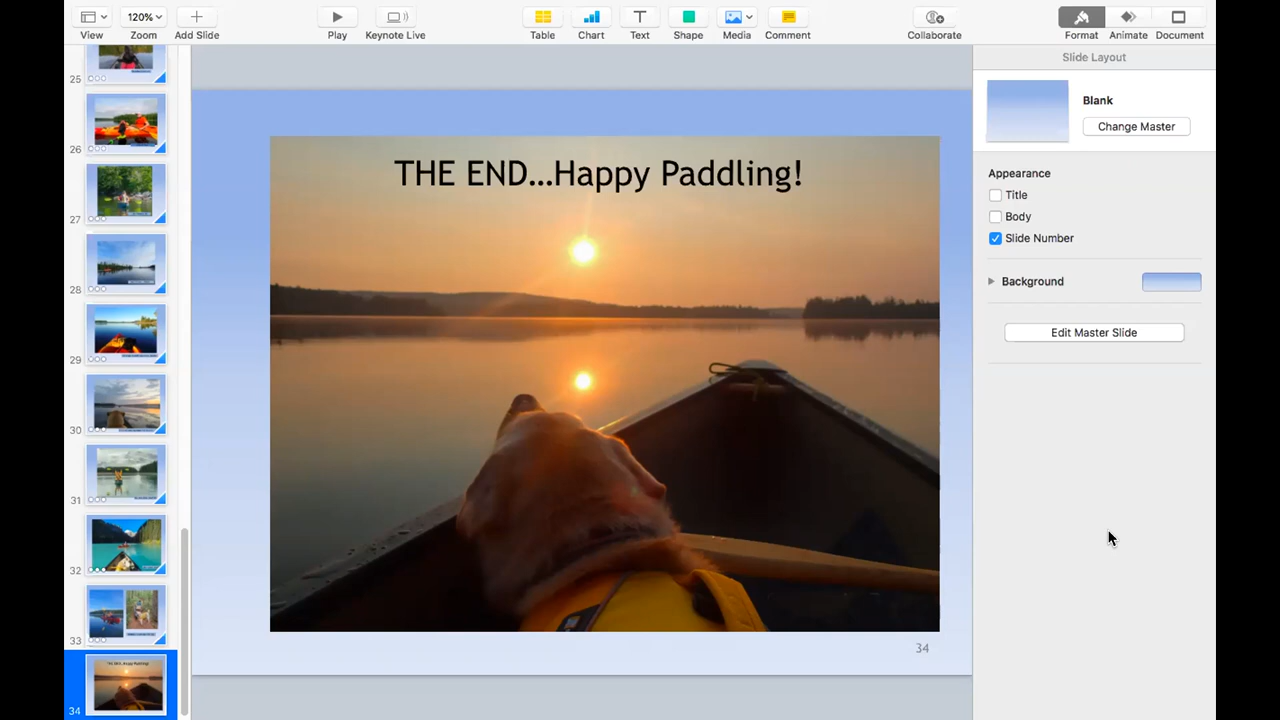 120%
View
Zoom
Add Slide
Play
Keynote Live
Table
Chart
Text
Shape
Media
Comment
Collaborate
Format
Animate
Document
Slide Layout
Blank
Change Master
Appearance
Title
Body
Slide Number
Background
Edit Master Slide
25
26
27
28
29
30
31
32
33
34
THE END...Happy Paddling!
34